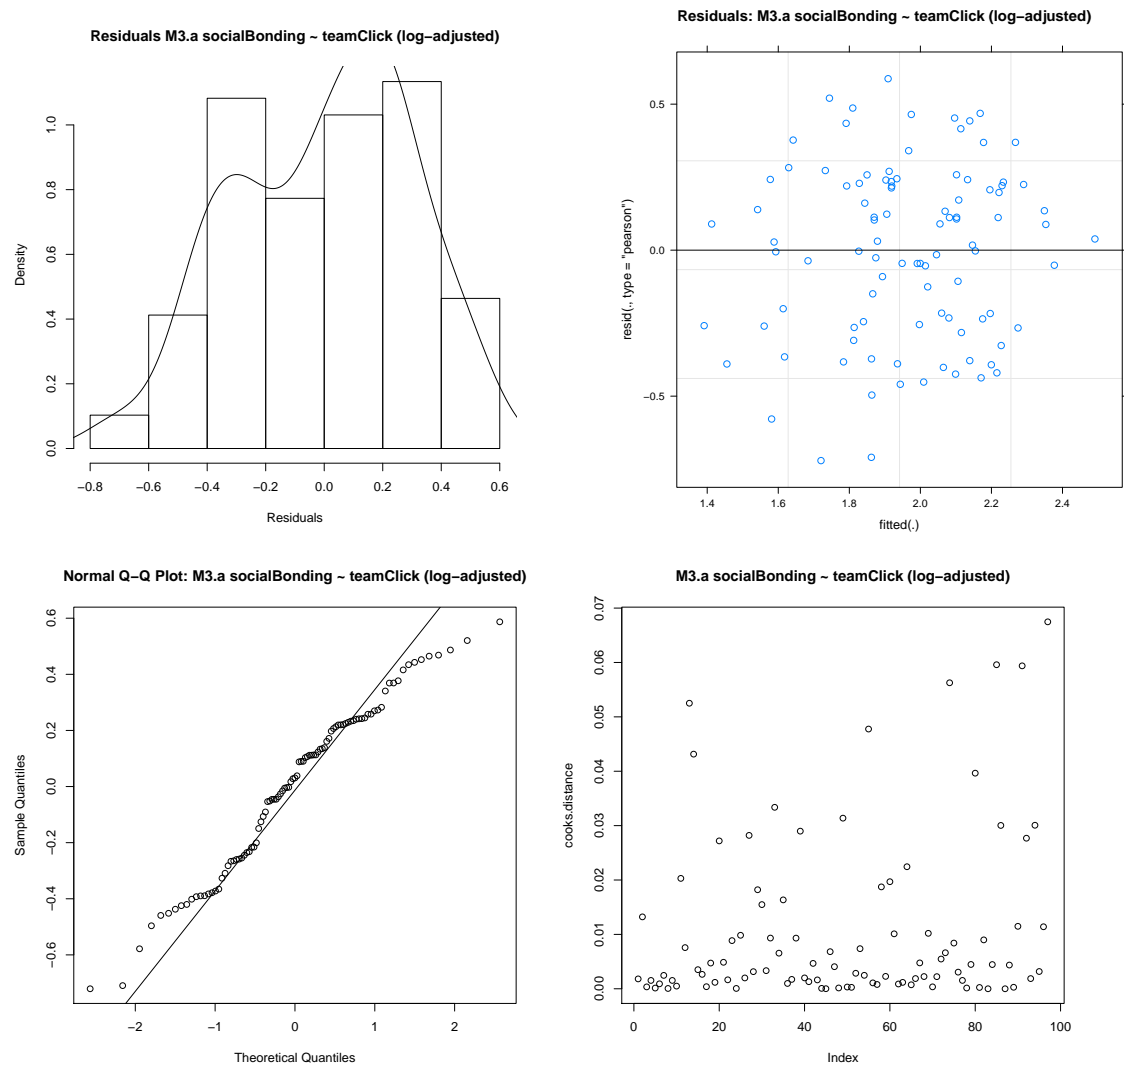 Residuals M3.a socialBonding ~ teamClick (log−adjusted)
Density
0.0 0.2 0.4 0.6 0.8 1.0
−0.8 −0.6 −0.4 −0.2 0.0 0.2 0.4 0.6
Residuals
Residuals: M3.a socialBonding ~ teamClick (log−adjusted)
resid(., type = "pearson")
0.5
0.0
−0.5
1.4 1.6 1.8 2.0 2.2 2.4
fitted(.)
Normal Q−Q Plot: M3.a socialBonding ~ teamClick (log−adjusted)
Sample Quantiles
−0.6 −0.4 −0.2 0.0 0.2 0.4 0.6
−2 −1 0 1 2
Theoretical Quantiles
M3.a socialBonding ~ teamClick (log−adjusted)
cooks.distance
0.00 0.01 0.02 0.03 0.04 0.05 0.06 0.07
0 20 40 60 80 100
Index